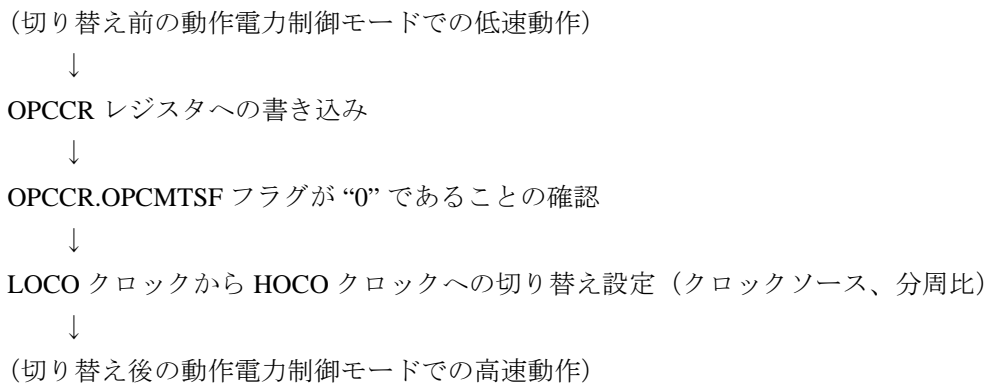 （切り替え前の動作電力制御モードでの低速動作）
↓
OPCCR レジスタへの書き込み
↓
OPCCR.OPCMTSF フラグが “0” であることの確認
↓
LOCO クロックから HOCO クロックへの切り替え設定（クロックソース、分周比）
↓
（切り替え後の動作電力制御モードでの高速動作）